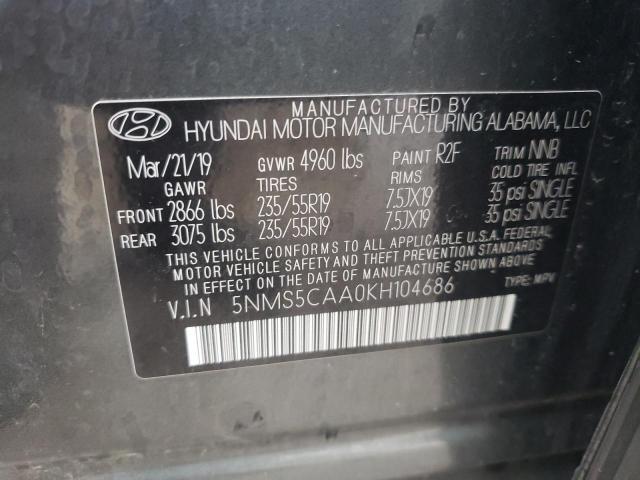 MANUFACTURED BY
HYUNDAI MOTOR MANUFACTURING ALABAMA, LLC
Mar/21/19 GVWR 4960 lbs PAINT R2F TRIM NNB
GAWR TIRES RIMS COLD TIRE INFL
FRONT 2866 lbs 235/55R19 7.5JX19 35 psi SINGLE
REAR 3075 lbs 235/55R19 7.5JX19 35 psi SINGLE
THIS VEHICLE CONFORMS TO ALL APPLICABLE U.S.A. FEDERAL
MOTOR VEHICLE SAFETY AND THEFT PREVENTION STANDARDS
IN EFFECT ON THE DATE OF MANUFACTURE SHOWN ABOVE.
V.I.N 5NMS5CAA0KH104686 TYPE: MPV